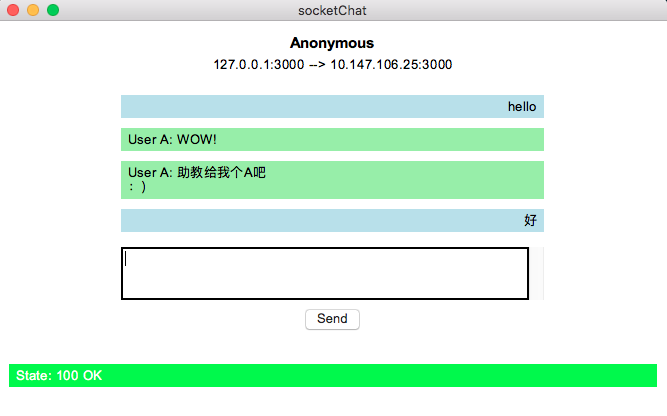 socketChat
Anonymous
127.0.0.1:3000 --> 10.147.106.25:3000
hello
User A: WOW!
User A: 助教给我个A吧
：)
好
Send
State: 100 OK